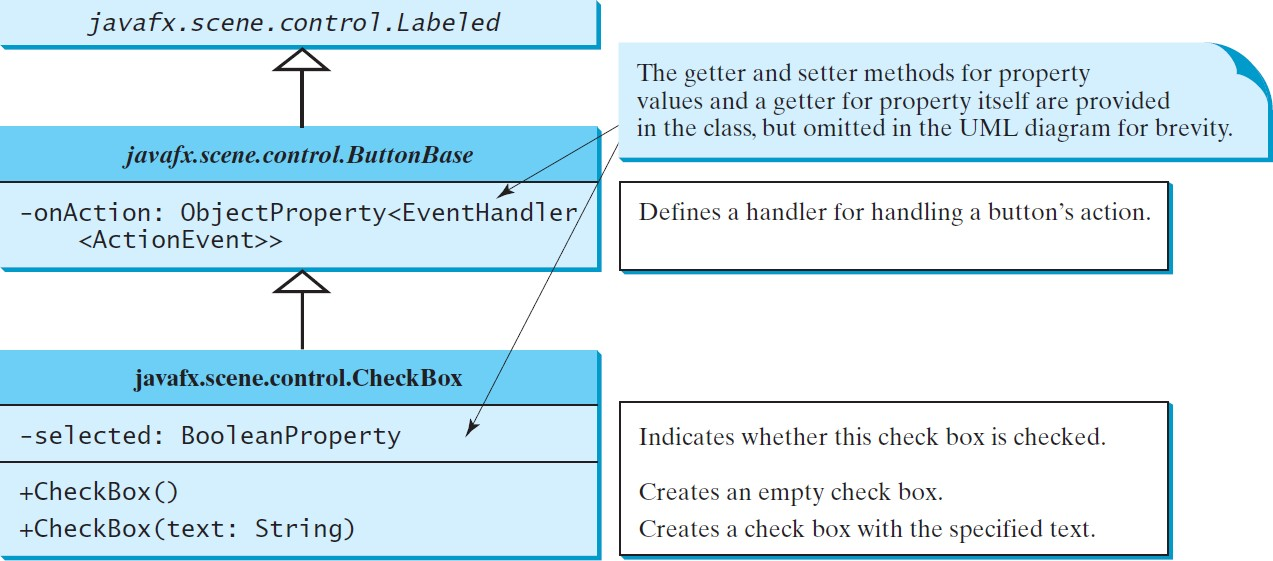 javafx.scene.control.Labeled
The getter and setter methods for property
values and a getter for property itself are provided
in the class, but omitted in the UML diagram for brevity.
javafx.scene.control.ButtonBase
-onAction: ObjectProperty<EventHandler
<ActionEvent>>
Defines a handler for handling a button’s action.
javafx.scene.control.CheckBox
-selected: BooleanProperty
Indicates whether this check box is checked.
+CheckBox()
Creates an empty check box.
+CheckBox(text: String)
Creates a check box with the specified text.